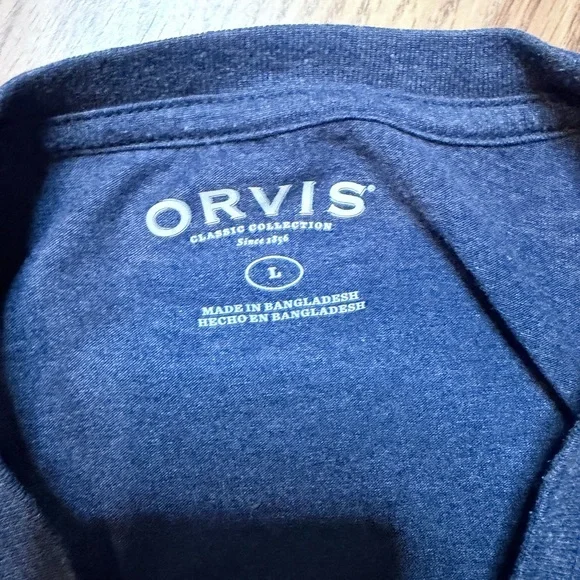 ORVIS®
CLASSIC COLLECTION
Since 1856
L
MADE IN BANGLADESH
HECHO EN BANGLADESH